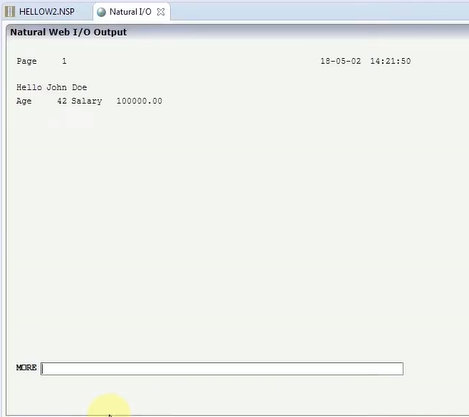 HELLOW2.NSP Natural I/O
Natural Web I/O Output
Page 1 18-05-02 14:21:50
Hello John Doe
Age 42 Salary 100000.00
MORE